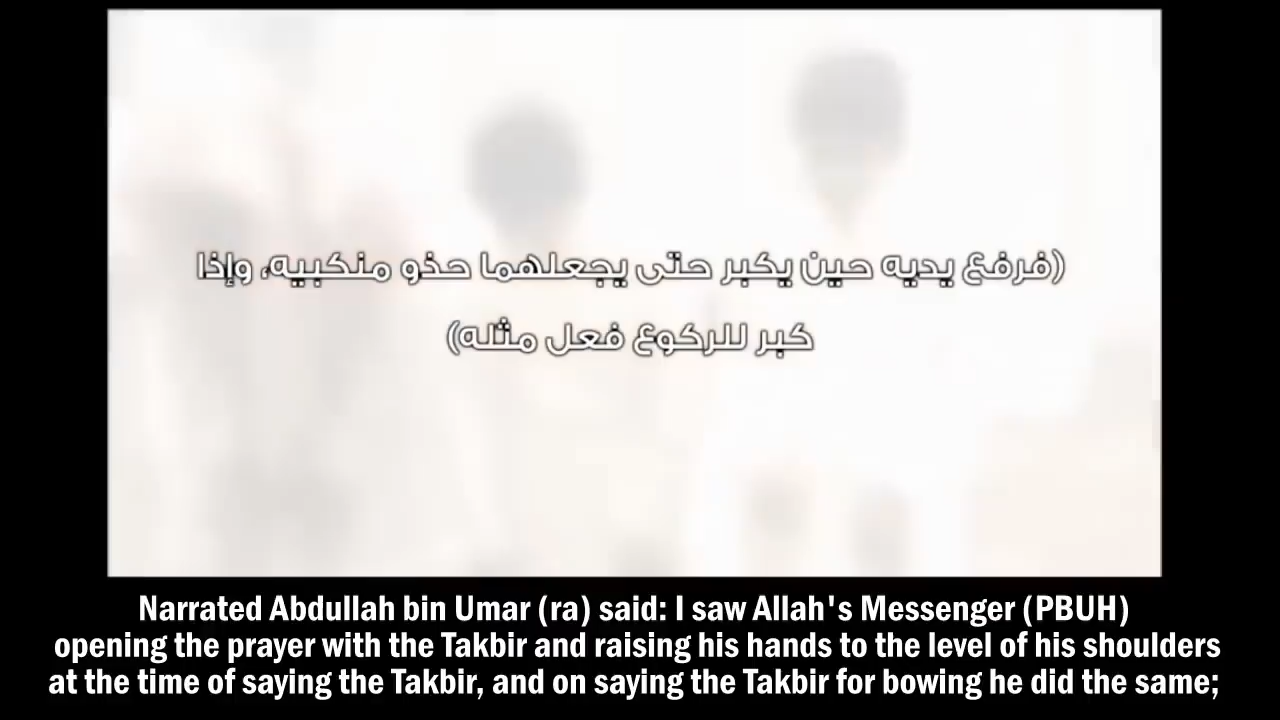 (فرفع يديه حين يكبر حتى يجعلهما حذو منكبيه، وإذا
كبر للركوع فعل مثله)
Narrated Abdullah bin Umar (ra) said: I saw Allah's Messenger (PBUH)
opening the prayer with the Takbir and raising his hands to the level of his shoulders
at the time of saying the Takbir, and on saying the Takbir for bowing he did the same;